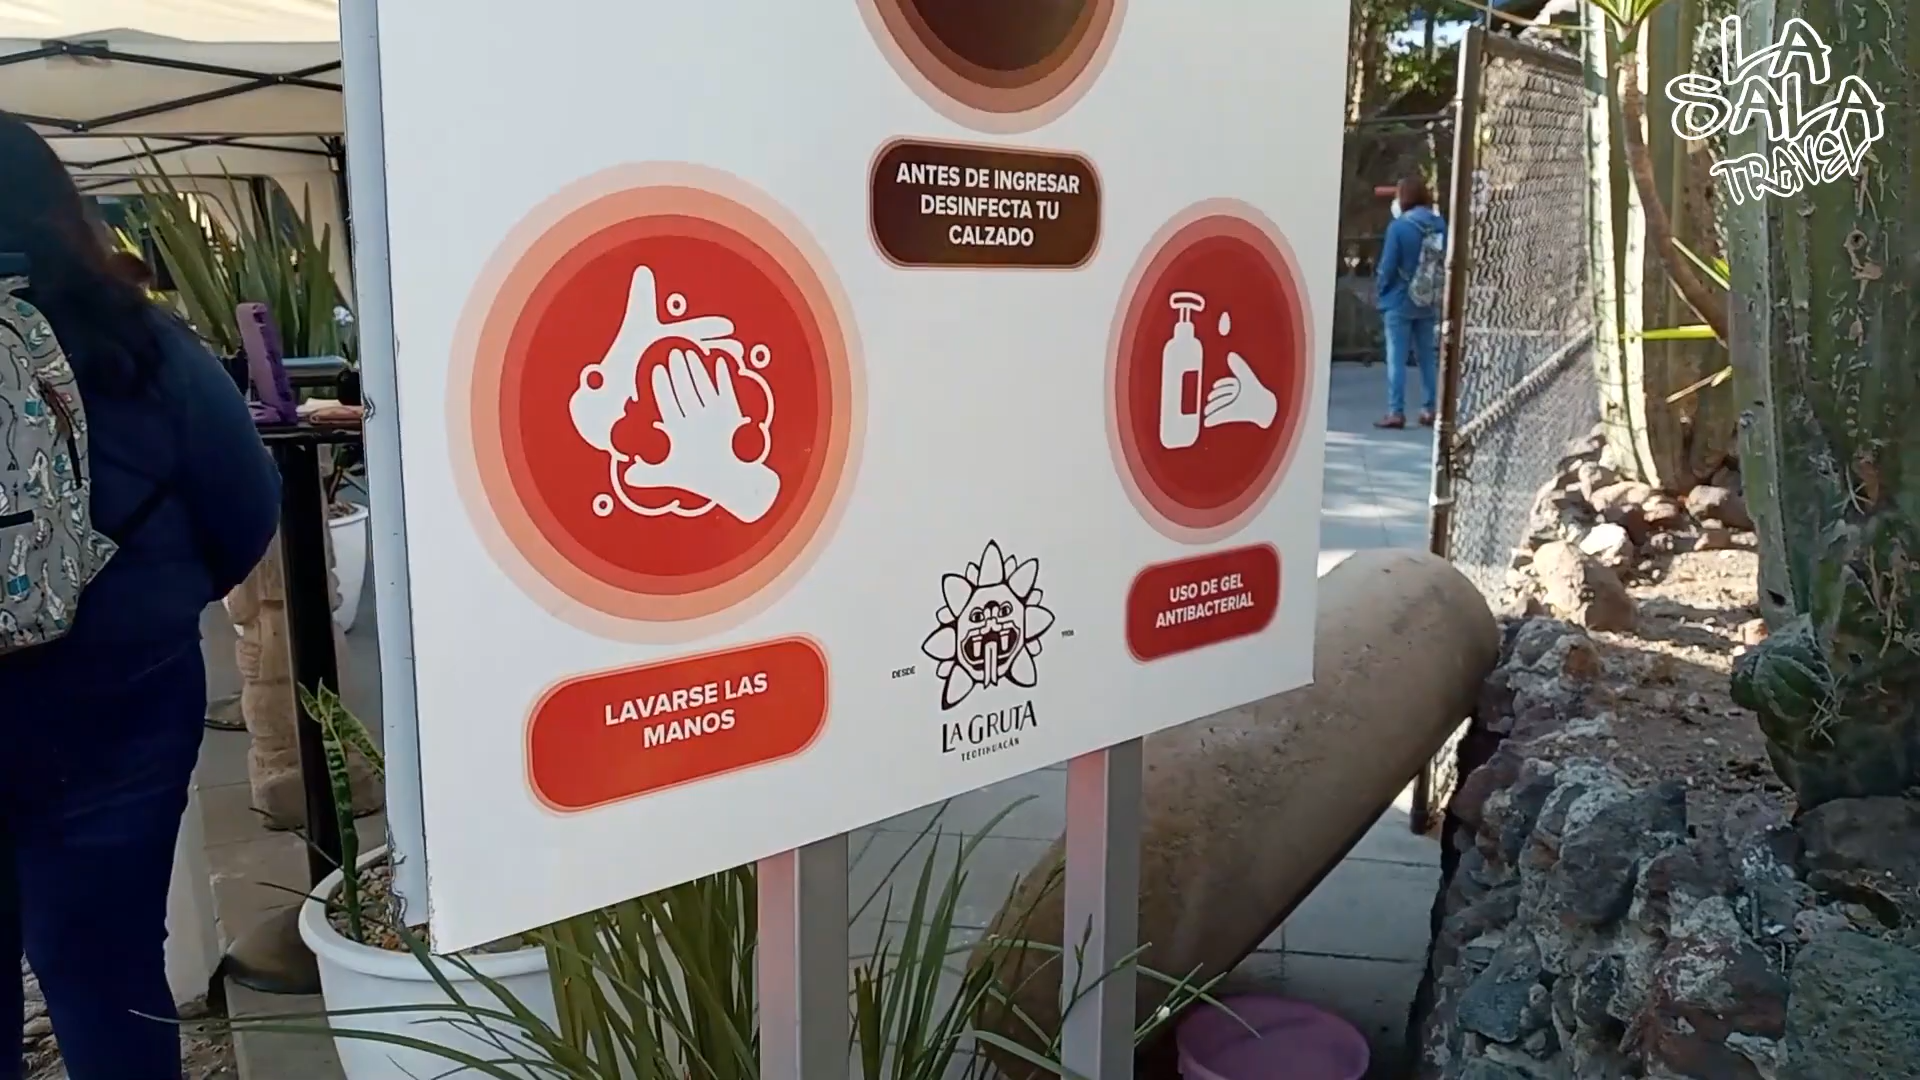 LA
SALA
TRAVEL
ANTES DE INGRESAR
DESINFECTA TU
CALZADO
LAVARSE LAS
MANOS
USO DE GEL
ANTIBACTERIAL
DESDE
1906
LA GRUTA
TEOTIHUACÁN